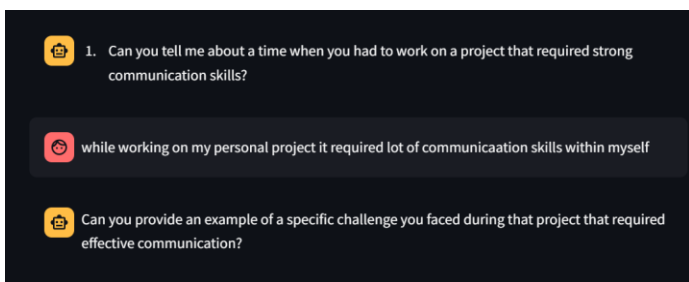 1. Can you tell me about a time when you had to work on a project that required strong
communication skills?
while working on my personal project it required lot of communicaation skills within myself
Can you provide an example of a specific challenge you faced during that project that required
effective communication?